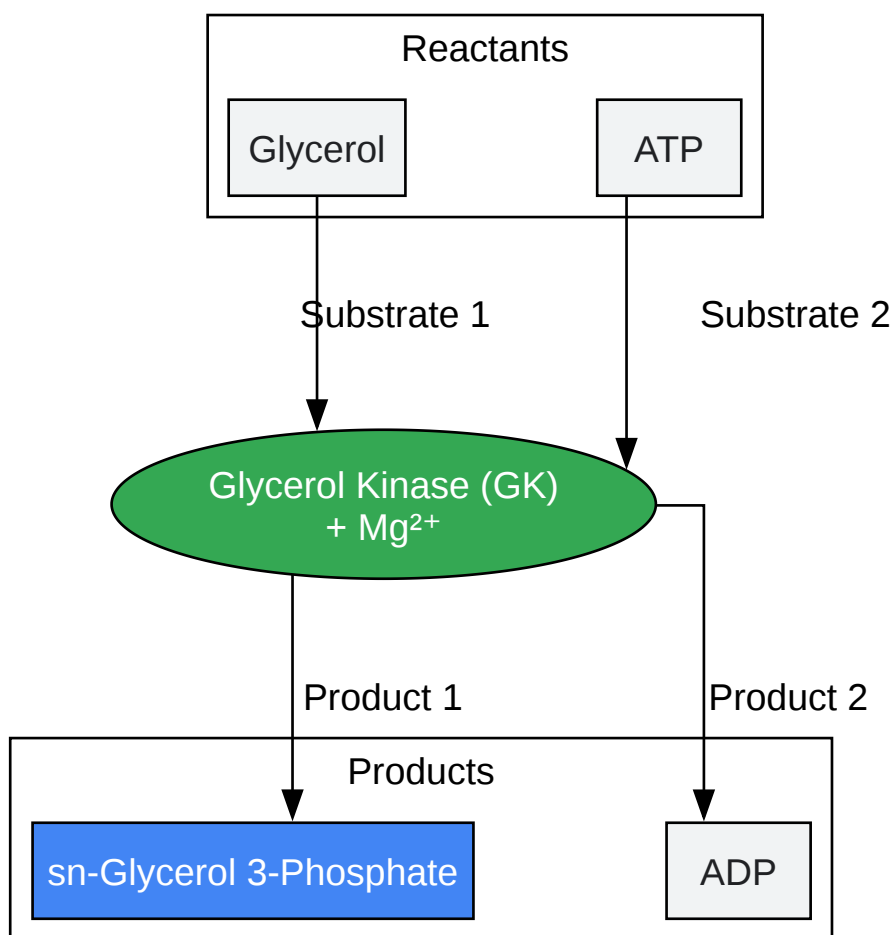 Reactants
Glycerol
ATP
Substrate 1
Substrate 2
Glycerol Kinase (GK)
+ Mg²⁺
Product 1
Product 2
Products
sn-Glycerol 3-Phosphate
ADP